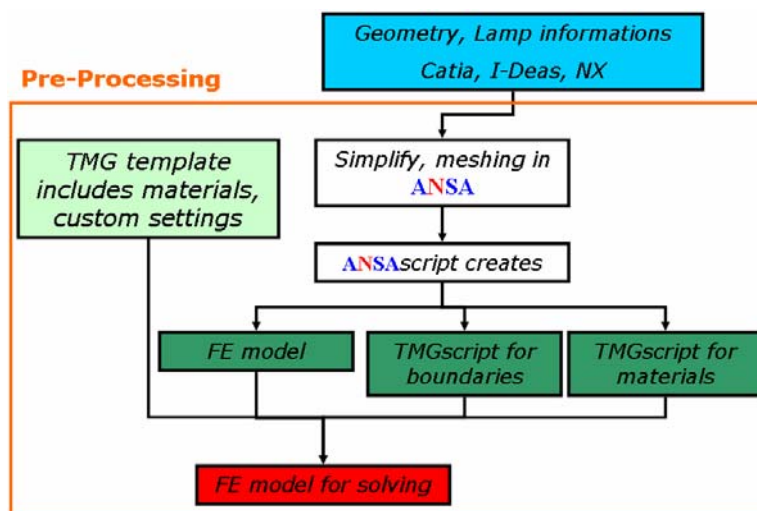 Geometry, Lamp informations
Catia, I-Deas, NX
Pre-Processing
TMG template
includes materials,
custom settings
Simplify, meshing in
ANSA
ANSAscript creates
FE model
TMGscript for
boundaries
TMGscript for
materials
FE model for solving